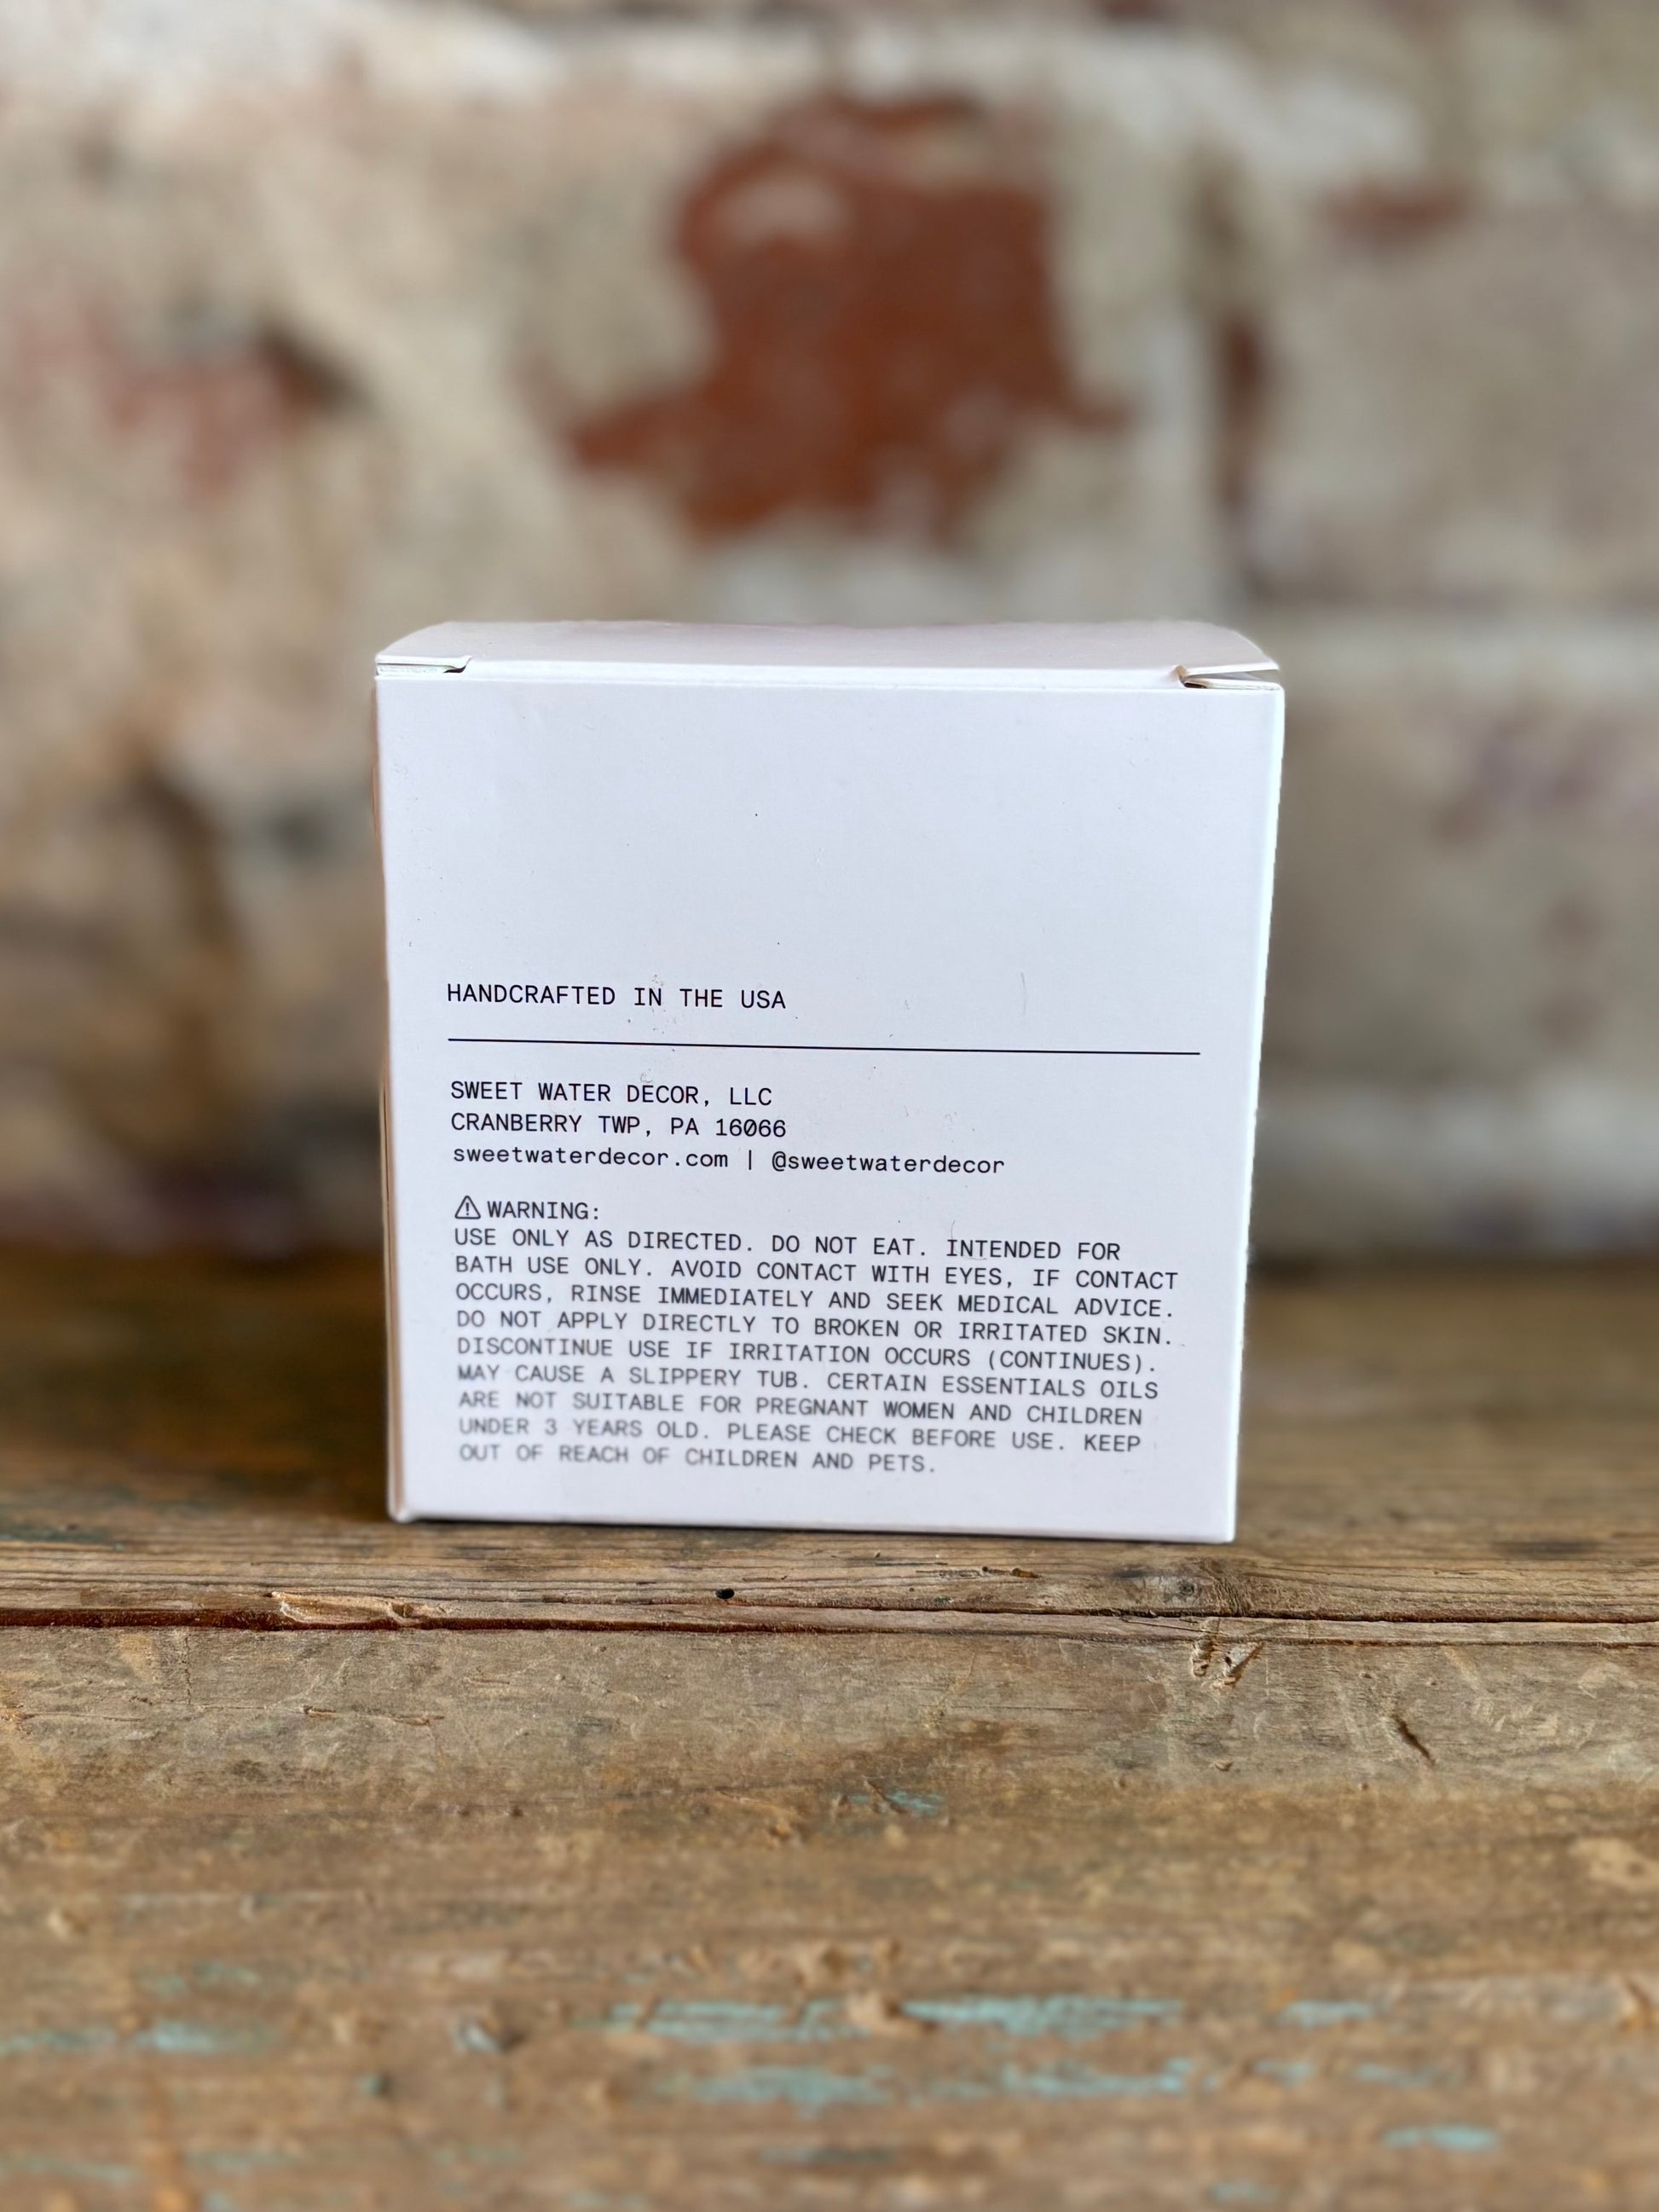 HANDCRAFTED IN THE USA
SWEET WATER DECOR, LLC
CRANBERRY TWP, PA 16066
sweetwaterdecor.com | @sweetwaterdecor
⚠ WARNING:
USE ONLY AS DIRECTED. DO NOT EAT. INTENDED FOR
BATH USE ONLY. AVOID CONTACT WITH EYES, IF CONTACT
OCCURS, RINSE IMMEDIATELY AND SEEK MEDICAL ADVICE.
DO NOT APPLY DIRECTLY TO BROKEN OR IRRITATED SKIN.
DISCONTINUE USE IF IRRITATION OCCURS (CONTINUES).
MAY CAUSE A SLIPPERY TUB. CERTAIN ESSENTIALS OILS
ARE NOT SUITABLE FOR PREGNANT WOMEN AND CHILDREN
UNDER 3 YEARS OLD. PLEASE CHECK BEFORE USE. KEEP
OUT OF REACH OF CHILDREN AND PETS.